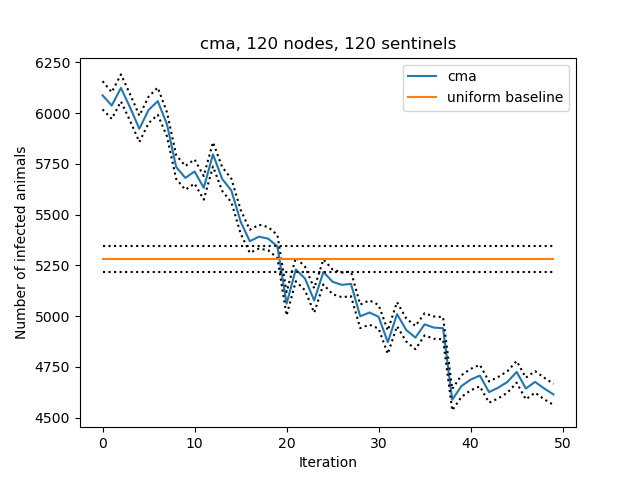 cma, 120 nodes, 120 sentinels
cma
uniform baseline
Number of infected animals
6250
6000
5750
5500
5250
5000
4750
4500
0 10 20 30 40 50
Iteration